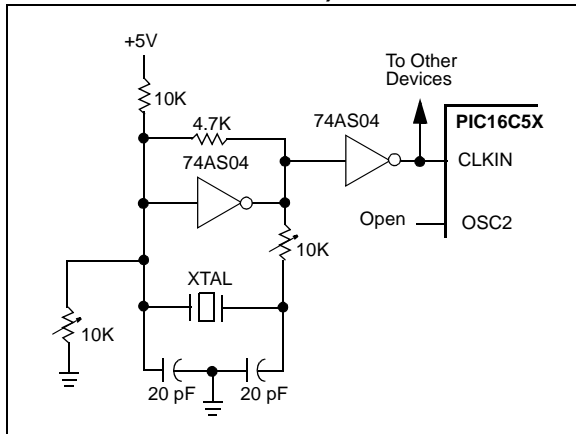 +5V
To Other
Devices
10K
4.7K
74AS04
PIC16C5X
74AS04
CLKIN
Open
OSC2
10K
XTAL
10K
20 pF
20 pF